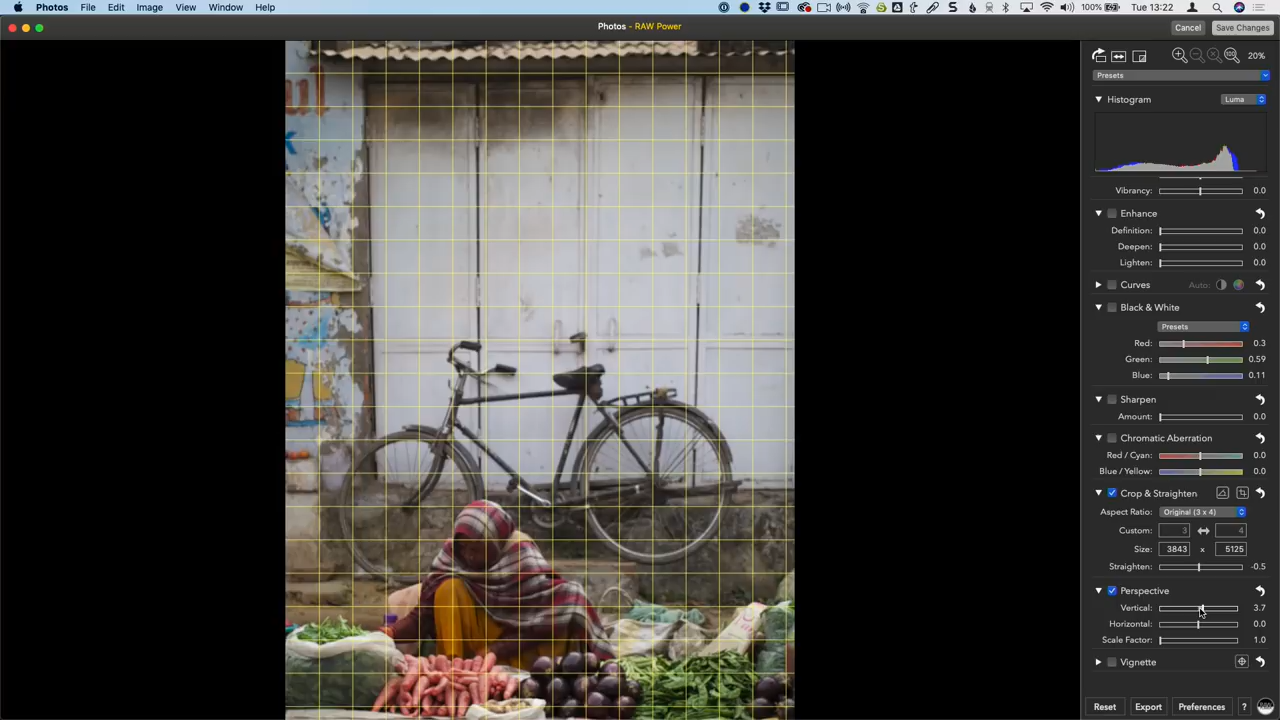 Photos File Edit Image View Window Help 100% Tue 13:22
Photos - RAW Power Cancel Save Changes
20%
Presets
Histogram Luma
Vibrancy: 0.0
Enhance
Definition: 0.0
Deepen: 0.0
Lighten: 0.0
Curves Auto:
Black & White
Presets
Red: 0.3
Green: 0.59
Blue: 0.11
Sharpen
Amount: 0.0
Chromatic Aberration
Red / Cyan: 0.0
Blue / Yellow: 0.0
Crop & Straighten
Aspect Ratio: Original (3 x 4)
Custom: 3 4
Size: 3843 x 5125
Straighten: -0.5
Perspective
Vertical: 3.7
Horizontal: 0.0
Scale Factor: 1.0
Vignette
Reset Export Preferences ?